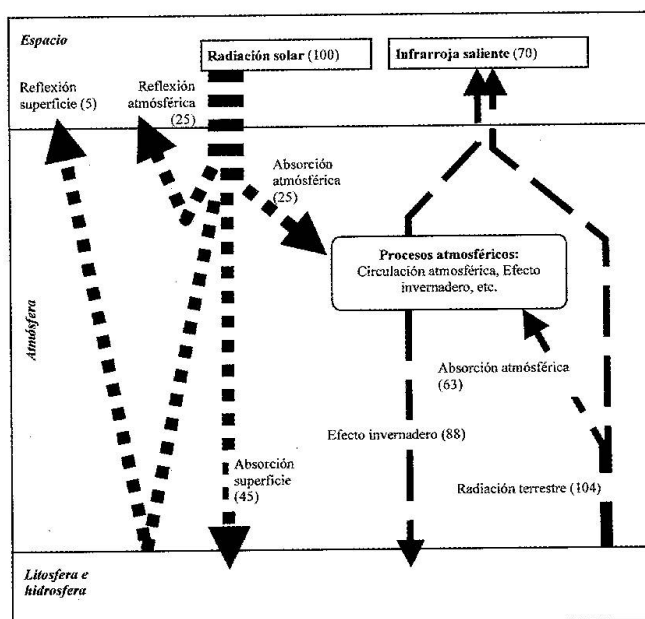 Espacio
Radiación solar (100)
Infrarroja saliente (70)
Reflexión
superficie (5)
Reflexión
atmósférica
(25)
Absorción
atmósférica
(25)
Procesos atmosféricos:
Circulación atmosférica, Efecto
invernadero, etc.
Atmósfera
Absorción atmósférica
(63)
Efecto invernadero (88)
Absorción
superficie
(45)
Radiación terrestre (104)
Litosfera e
hidrosfera